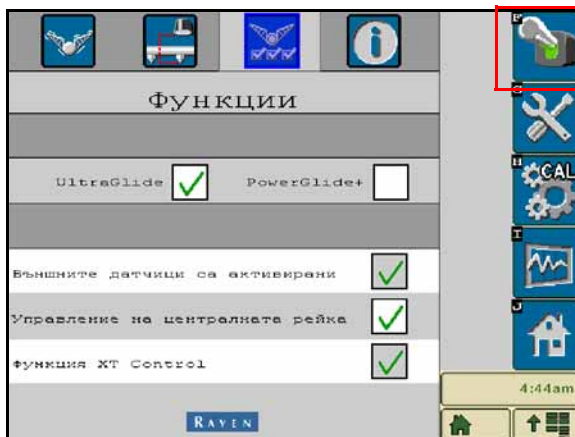 F
Функции
G
UltraGlide PowerGlide+
H
CAL
I
Външните датчици са активирани
Управление на централната рейка
J
Функция XT Control
4:44am
RAVEN